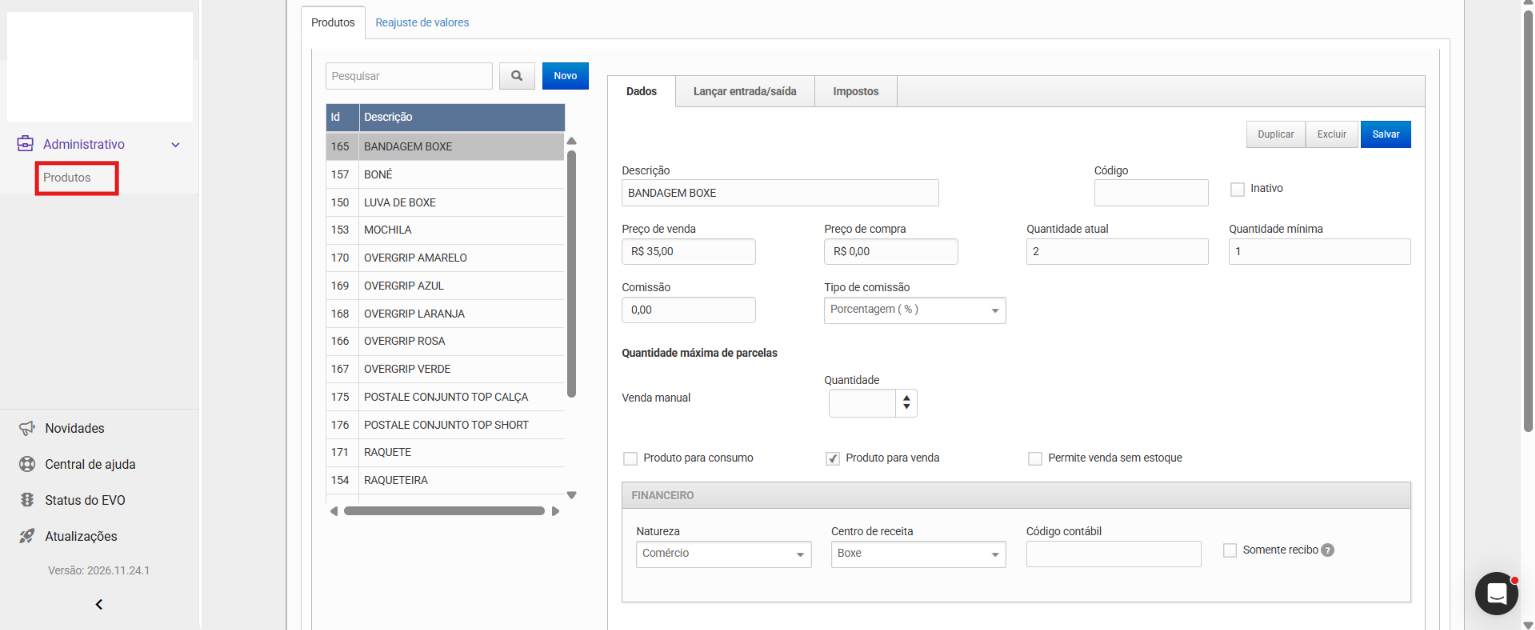 Produtos Reajuste de valores
Pesquisar Novo
Dados Lançar entrada/saída Impostos
Id Descrição
Duplicar Excluir Salvar
Administrativo
Produtos
165 BANDAGEM BOXE
157 BONÉ
150 LUVA DE BOXE
153 MOCHILA
170 OVERGRIP AMARELO
169 OVERGRIP AZUL
168 OVERGRIP LARANJA
166 OVERGRIP ROSA
167 OVERGRIP VERDE
175 POSTALE CONJUNTO TOP CALÇA
176 POSTALE CONJUNTO TOP SHORT
171 RAQUETE
154 RAQUETEIRA
Descrição Código
BANDAGEM BOXE Inativo
Preço de venda Preço de compra Quantidade atual Quantidade mínima
R$ 35,00 R$ 0,00 2 1
Comissão Tipo de comissão
0,00 Porcentagem ( % )
Quantidade máxima de parcelas
Quantidade
Venda manual
Produto para consumo Produto para venda Permite venda sem estoque
FINANCEIRO
Natureza Centro de receita Código contábil
Comércio Boxe Somente recibo ?
Novidades
Central de ajuda
Status do EVO
Atualizações
Versão: 2026.11.24.1